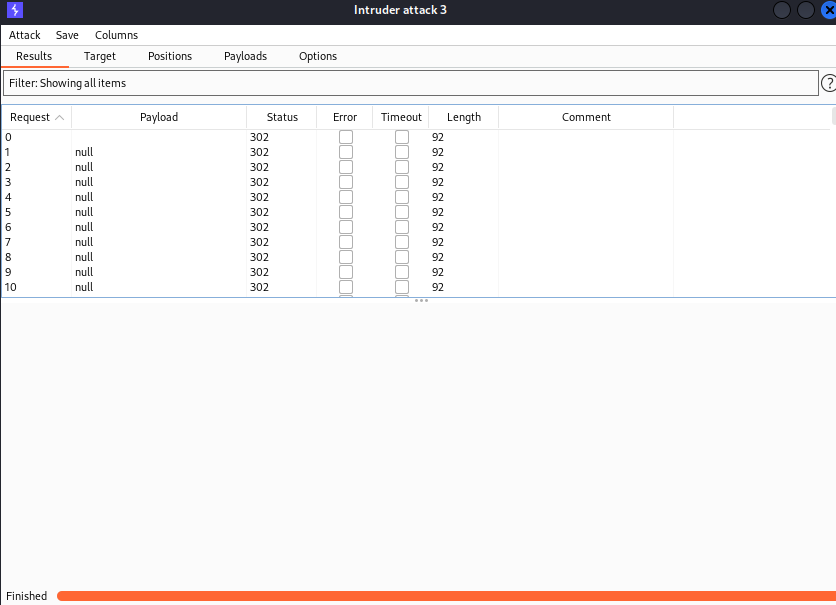 Intruder attack 3
Attack Save Columns
Results Target Positions Payloads Options
Filter: Showing all items
?
Request Payload Status Error Timeout Length Comment
0 302 92
1 null 302 92
2 null 302 92
3 null 302 92
4 null 302 92
5 null 302 92
6 null 302 92
7 null 302 92
8 null 302 92
9 null 302 92
10 null 302 92
Finished